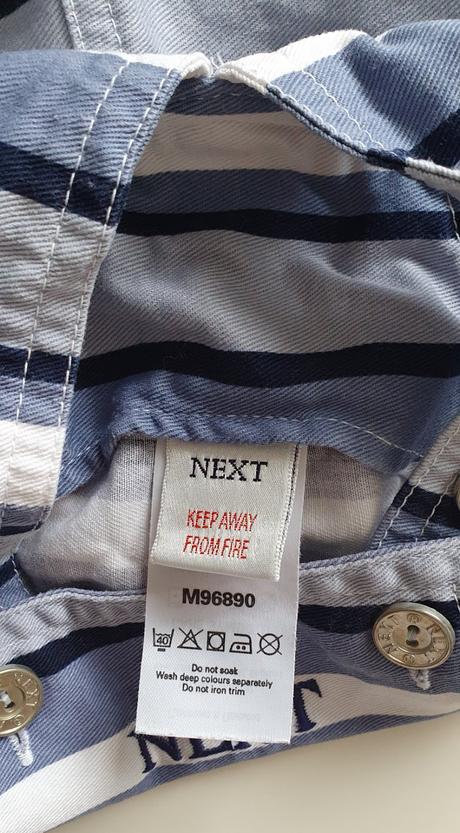 NEXT
KEEP AWAY
FROM FIRE
M96890
40
Do not soak
Wash deep colours separately
Do not iron trim
NEXT
NEXT